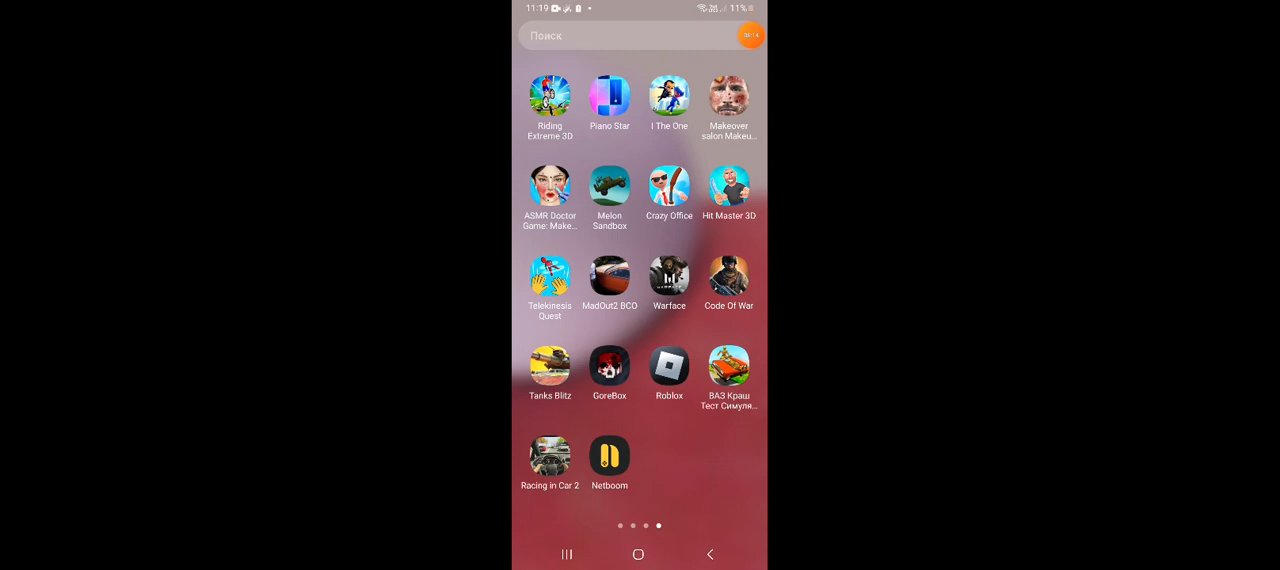 11:19 11%
Поиск
Riding Piano Star I The One Makeover
Extreme 3D salon Makeu...
ASMR Doctor Melon Crazy Office Hit Master 3D
Game: Make... Sandbox
Telekinesis MadOut2 BCO Warface Code Of War
Quest
Tanks Blitz GoreBox Roblox ВАЗ Краш
Тест Симуля...
Racing in Car 2 Netboom